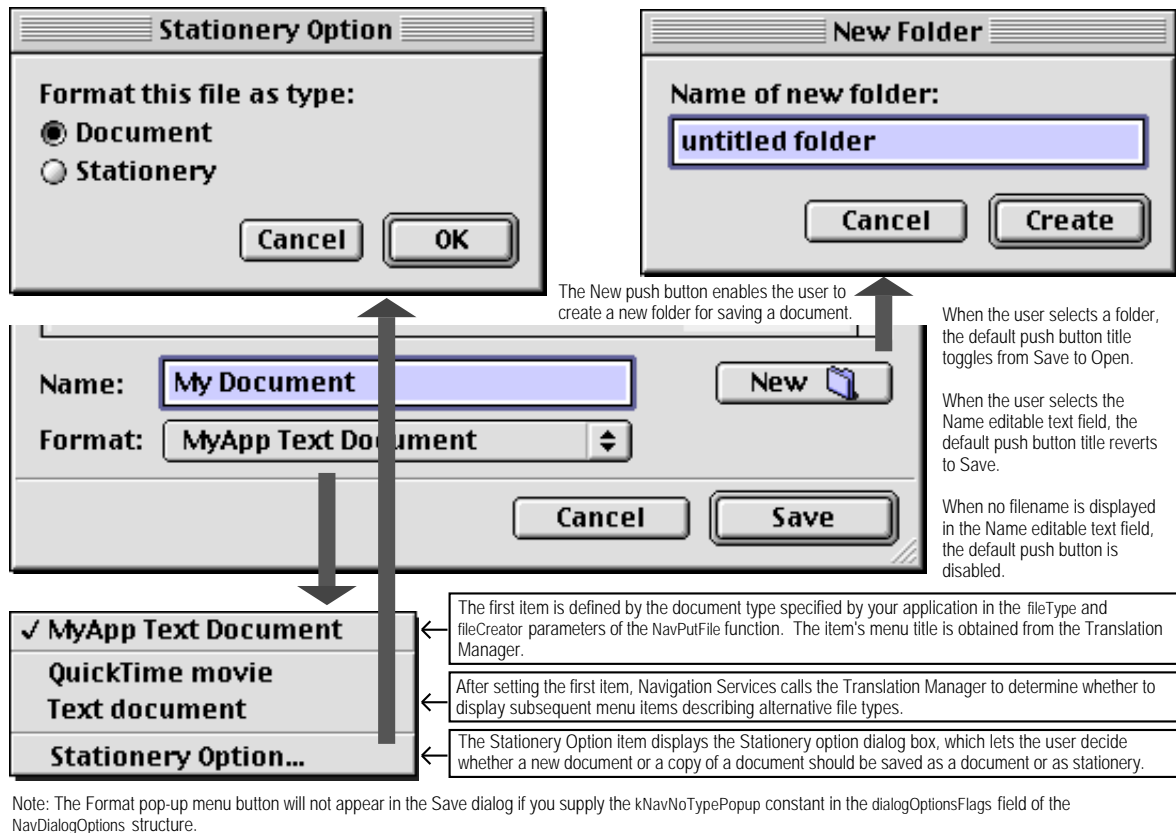 Stationery Option
Format this file as type:
Document
Stationery
Cancel
OK
New Folder
Name of new folder:
untitled folder
Cancel
Create
The New push button enables the user to
create a new folder for saving a document.
When the user selects a folder,
the default push button title
toggles from Save to Open.
When the user selects the
Name editable text field, the
default push button title reverts
to Save.
When no filename is displayed
in the Name editable text field,
the default push button is
disabled.
Name:
My Document
New
Format:
MyApp Text Document
Cancel
Save
✓ MyApp Text Document
QuickTime movie
Text document
Stationery Option...
The first item is defined by the document type specified by your application in the fileType and
fileCreator parameters of the NavPutFile function. The item's menu title is obtained from the Translation
Manager.
After setting the first item, Navigation Services calls the Translation Manager to determine whether to
display subsequent menu items describing alternative file types.
The Stationery Option item displays the Stationery option dialog box, which lets the user decide
whether a new document or a copy of a document should be saved as a document or as stationery.
Note: The Format pop-up menu button will not appear in the Save dialog if you supply the kNavNoTypePopup constant in the dialogOptionsFlags field of the
NavDialogOptions structure.